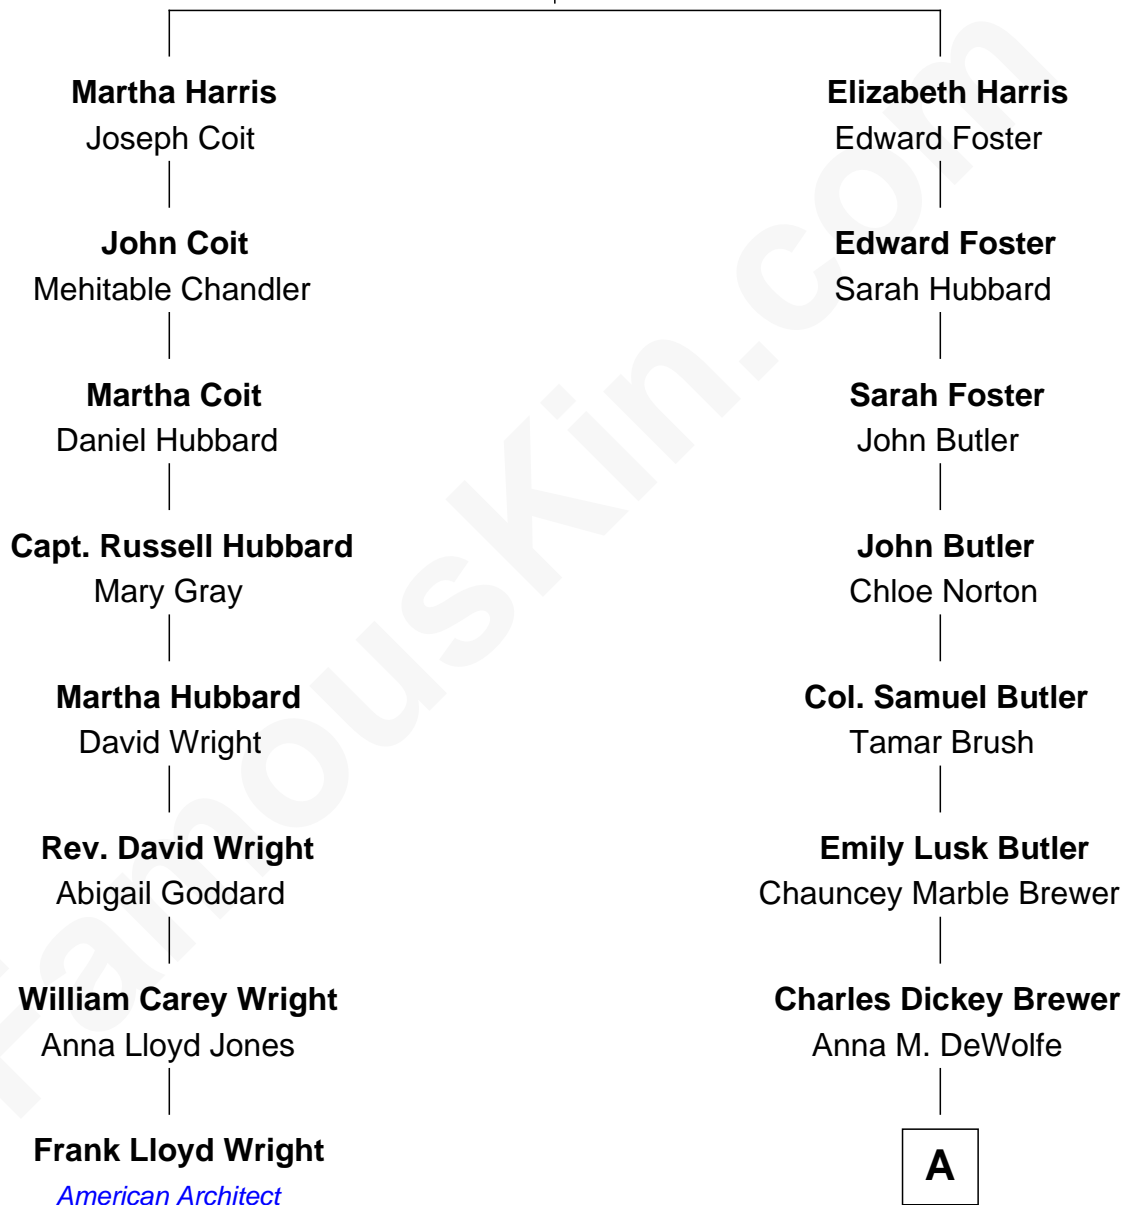 Martha Harris
Joseph Coit
John Coit
Mehitable Chandler
Martha Coit
Daniel Hubbard
Capt. Russell Hubbard
Mary Gray
Martha Hubbard
David Wright
Rev. David Wright
Abigail Goddard
William Carey Wright
Anna Lloyd Jones
Frank Lloyd Wright
American Architect
Elizabeth Harris
Edward Foster
Edward Foster
Sarah Hubbard
Sarah Foster
John Butler
John Butler
Chloe Norton
Col. Samuel Butler
Tamar Brush
Emily Lusk Butler
Chauncey Marble Brewer
Charles Dickey Brewer
Anna M. DeWolfe
A
FamousKin.com